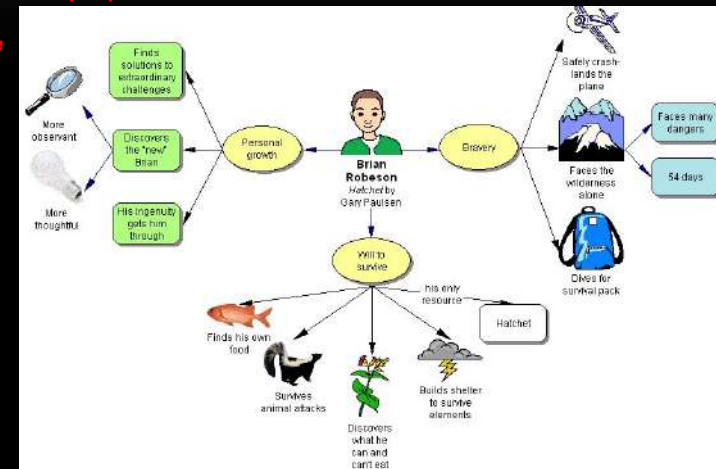 Finds
solutions to
extraordinary
challenges
More
observant
Discovers
the "new"
Brian
More
thoughtful
His ingenuity
gets him
through
Personal
growth
Brian
Robeson
Hatchet by
Gary Paulsen
Bravery
Safely crash-
lands the
plane
Faces the
wilderness
alone
Faces many
dangers
54 days
Dives for
survival pack
Will to
survive
his only
resource
Hatchet
Finds his own
food
Survives
animal attacks
Discovers
what he
can and
can't eat
Builds shelter
to survive
elements